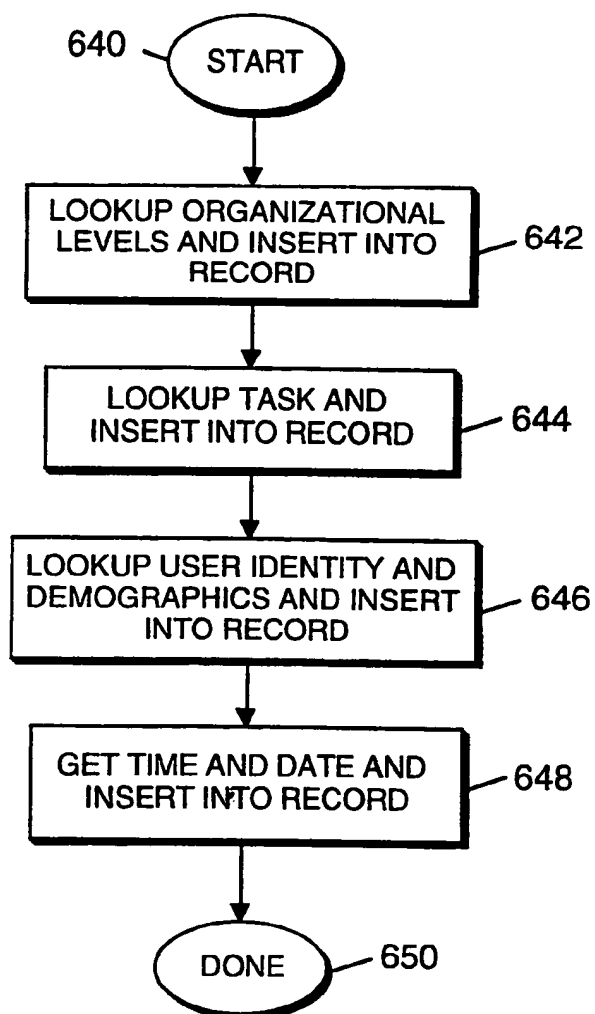 640
START
LOOKUP ORGANIZATIONAL
LEVELS AND INSERT INTO
RECORD
642
LOOKUP TASK AND
INSERT INTO RECORD
644
LOOKUP USER IDENTITY AND
DEMOGRAPHICS AND INSERT
INTO RECORD
646
GET TIME AND DATE AND
INSERT INTO RECORD
648
DONE
650